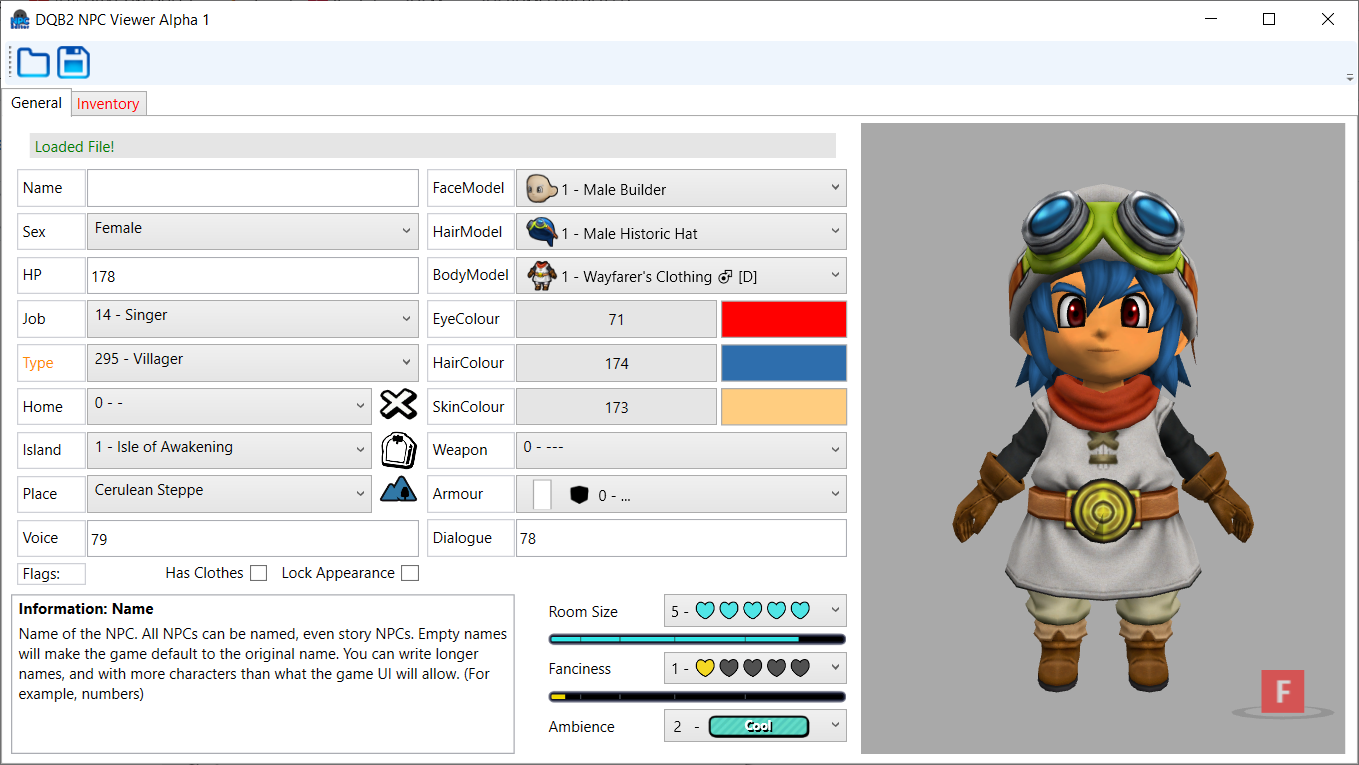 DQB2 NPC Viewer Alpha 1
General
Inventory
Loaded File!
Name
Sex
Female
HP
178
Job
14 - Singer
Type
295 - Villager
Home
0 - -
Island
1 - Isle of Awakening
Place
Cerulean Steppe
Voice
79
Flags:
Has Clothes
Lock Appearance
FaceModel
1 - Male Builder
HairModel
1 - Male Historic Hat
BodyModel
1 - Wayfarer's Clothing ♂ [D]
EyeColour
71
HairColour
174
SkinColour
173
Weapon
0 - ---
Armour
0 - ...
Dialogue
78
Information: Name
Name of the NPC. All NPCs can be named, even story NPCs. Empty names
will make the game default to the original name. You can write longer
names, and with more characters than what the game UI will allow. (For
example, numbers)
Room Size
5 -
Fanciness
1 -
Ambience
2 - Cool
F